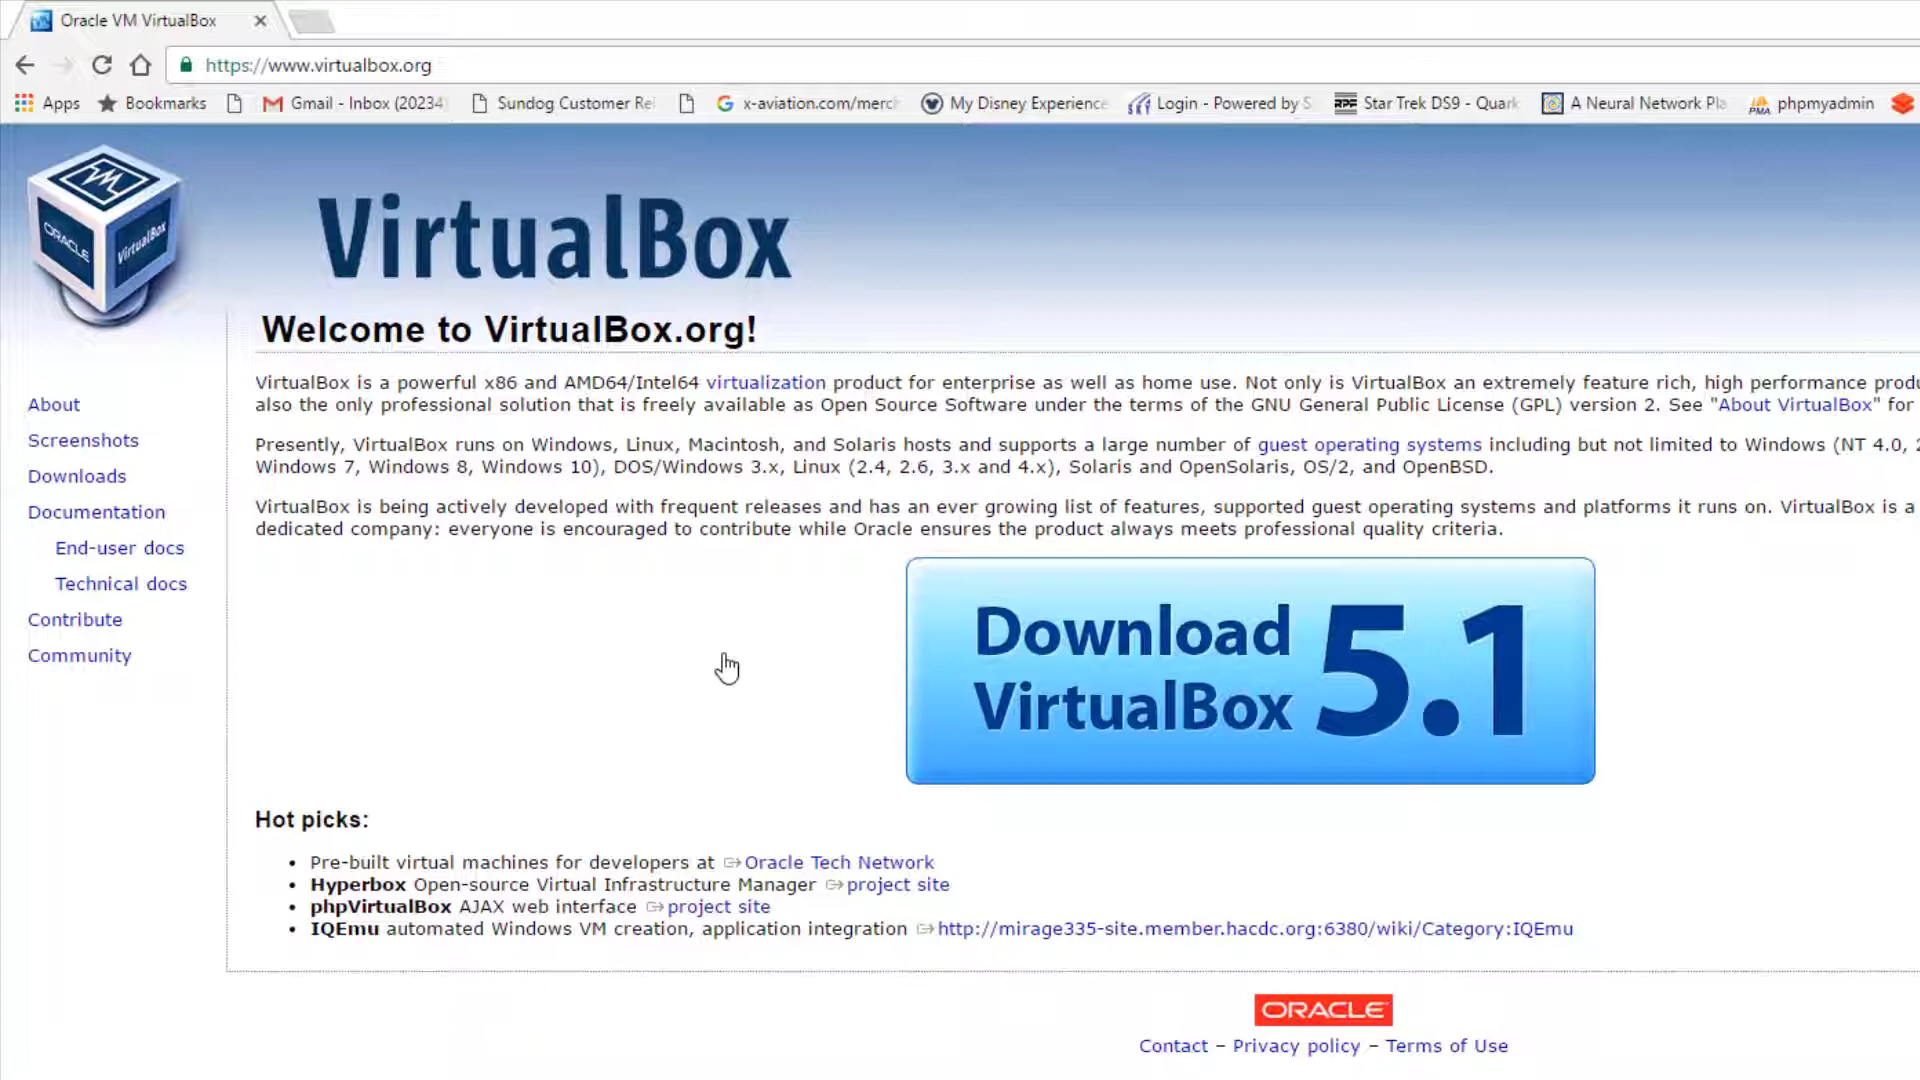 Oracle VM VirtualBox
https://www.virtualbox.org
Apps Bookmarks Gmail - Inbox (20234 Sundog Customer Rel x-aviation.com/merch My Disney Experience Login - Powered by S Star Trek DS9 - Quark A Neural Network Pla phpmyadmin
ORACLE VirtualBox
VirtualBox
Welcome to VirtualBox.org!
VirtualBox is a powerful x86 and AMD64/Intel64 virtualization product for enterprise as well as home use. Not only is VirtualBox an extremely feature rich, high performance produ
also the only professional solution that is freely available as Open Source Software under the terms of the GNU General Public License (GPL) version 2. See "About VirtualBox" for
Presently, VirtualBox runs on Windows, Linux, Macintosh, and Solaris hosts and supports a large number of guest operating systems including but not limited to Windows (NT 4.0, 2
Windows 7, Windows 8, Windows 10), DOS/Windows 3.x, Linux (2.4, 2.6, 3.x and 4.x), Solaris and OpenSolaris, OS/2, and OpenBSD.
VirtualBox is being actively developed with frequent releases and has an ever growing list of features, supported guest operating systems and platforms it runs on. VirtualBox is a
dedicated company: everyone is encouraged to contribute while Oracle ensures the product always meets professional quality criteria.
About
Screenshots
Downloads
Documentation
End-user docs
Technical docs
Contribute
Community
Download
VirtualBox 5.1
Hot picks:
• Pre-built virtual machines for developers at Oracle Tech Network
• Hyperbox Open-source Virtual Infrastructure Manager project site
• phpVirtualBox AJAX web interface project site
• IQEmu automated Windows VM creation, application integration http://mirage335-site.member.hacdc.org:6380/wiki/Category:IQEmu
ORACLE
Contact – Privacy policy – Terms of Use